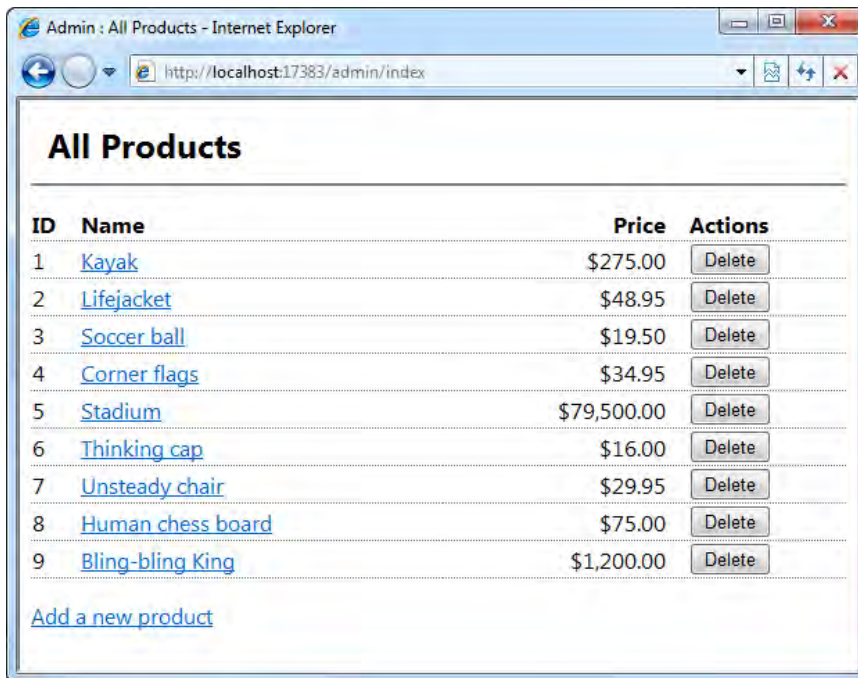 Admin : All Products - Internet Explorer
http://localhost:17383/admin/index
All Products
ID Name Price Actions
1 Kayak $275.00 Delete
2 Lifejacket $48.95 Delete
3 Soccer ball $19.50 Delete
4 Corner flags $34.95 Delete
5 Stadium $79,500.00 Delete
6 Thinking cap $16.00 Delete
7 Unsteady chair $29.95 Delete
8 Human chess board $75.00 Delete
9 Bling-bling King $1,200.00 Delete
Add a new product